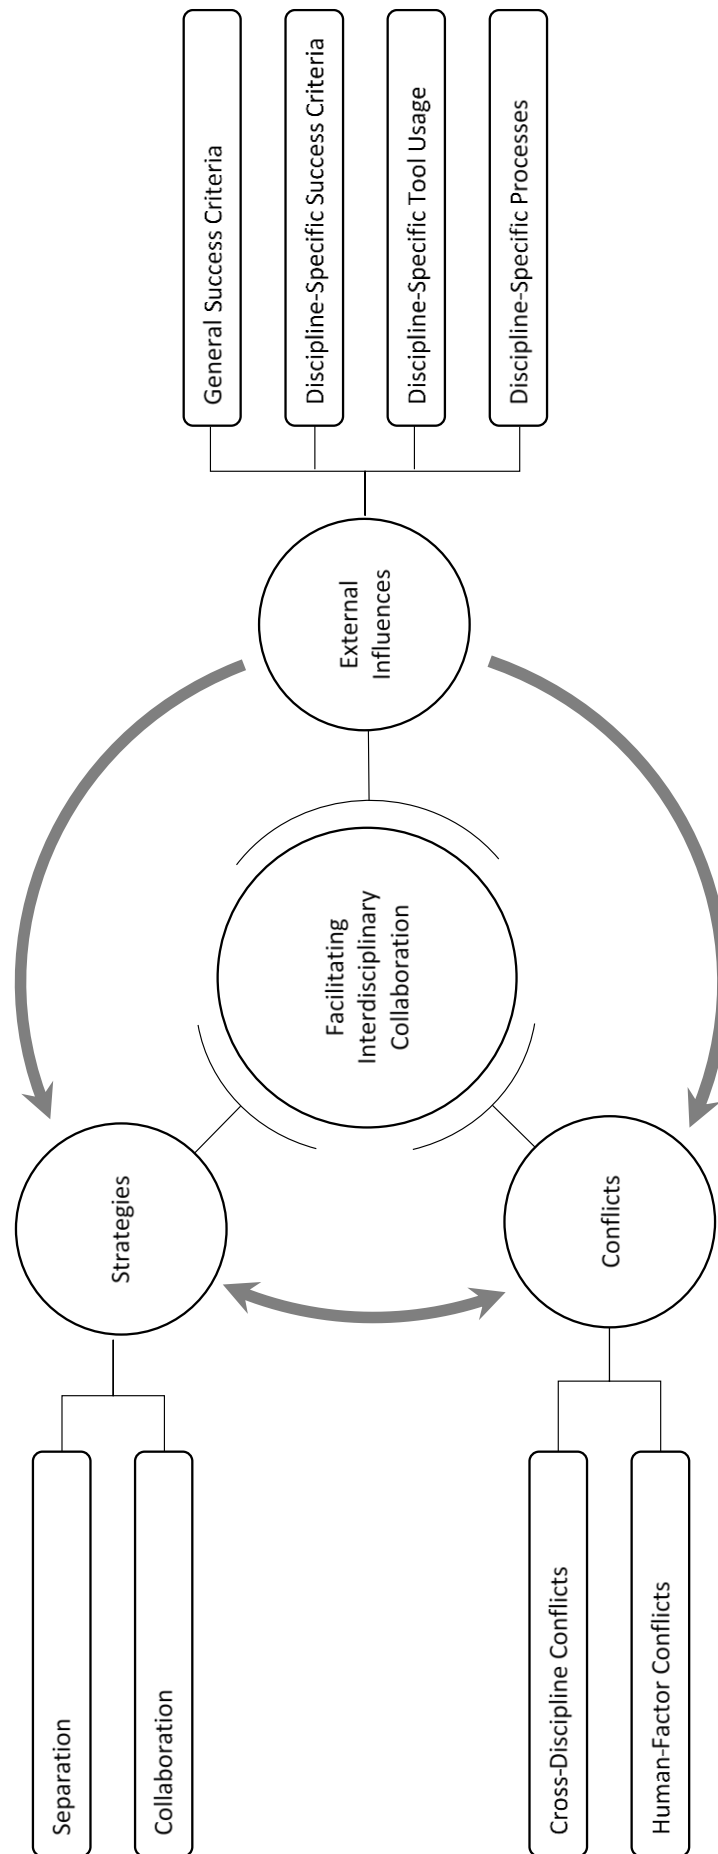 Separation
Collaboration
Strategies
Cross-Discipline Conflicts
Human-Factor Conflicts
Conflicts
Facilitating
Interdisciplinary
Collaboration
External
Influences
General Success Criteria
Discipline-Specific Success Criteria
Discipline-Specific Tool Usage
Discipline-Specific Processes